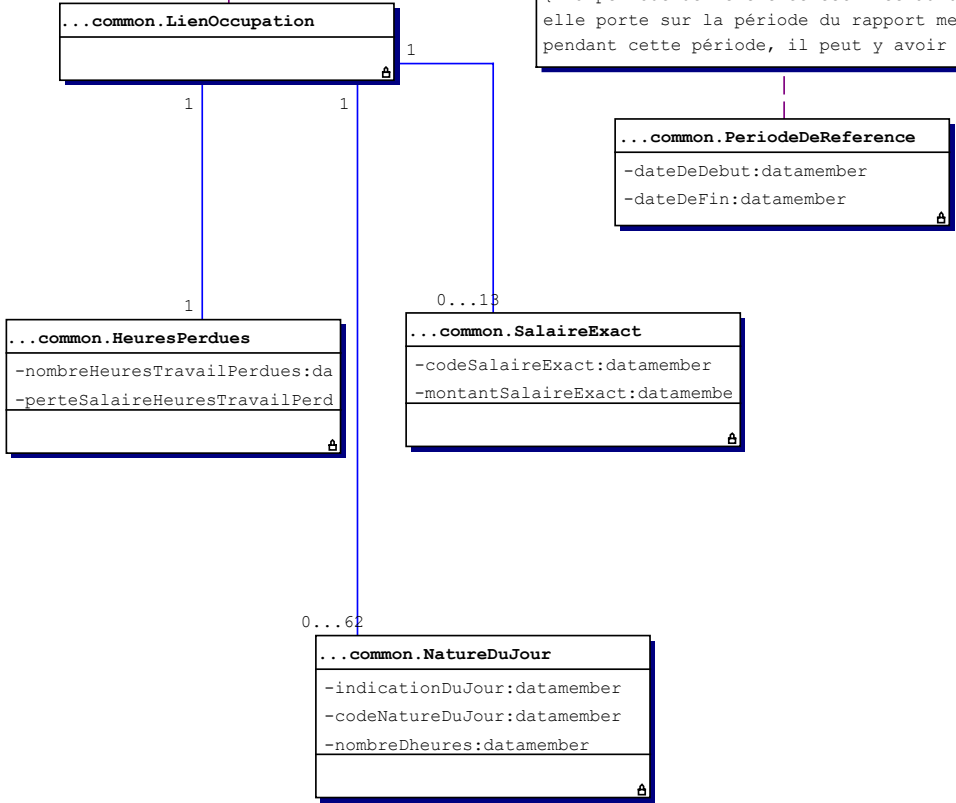 ...common.LienOccupation
elle porte sur la période du rapport me
pendant cette période, il peut y avoir
1
1
1
...common.PeriodeDeReference
-dateDeDebut:datamember
-dateDeFin:datamember
1
0...13
...common.HeuresPerdues
-nombreHeuresTravailPerdues:da
-perteSalaireHeuresTravailPerd
...common.SalaireExact
-codeSalaireExact:datamember
-montantSalaireExact:datamembe
0...62
...common.NatureDuJour
-indicationDuJour:datamember
-codeNatureDuJour:datamember
-nombreDheures:datamember